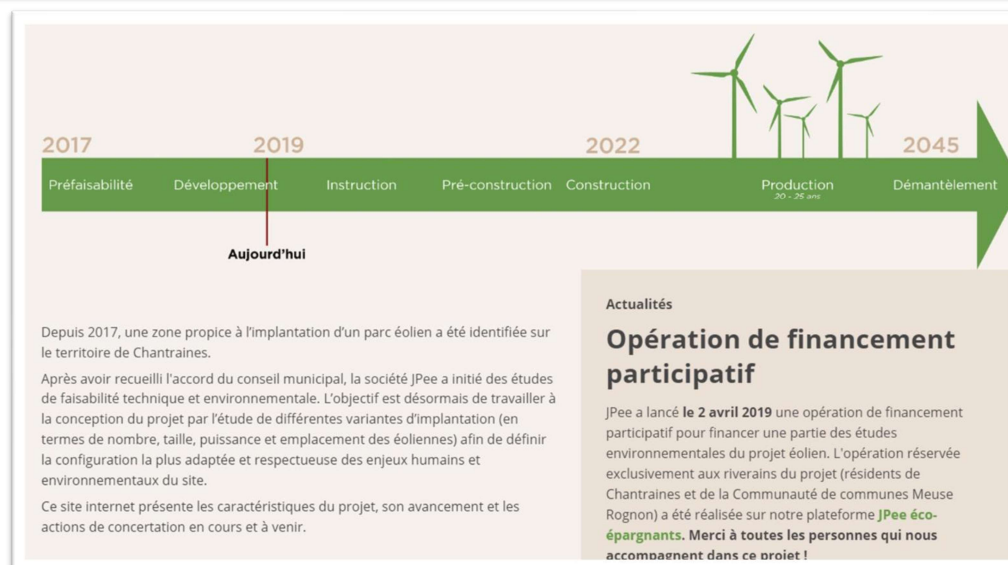 2017 2019 2022 2045
Préfaisabilité Développement Instruction Pré-construction Construction Production Démantèlement
20 - 25 ans
Aujourd'hui
Depuis 2017, une zone propice à l'implantation d'un parc éolien a été identifiée sur
le territoire de Chantraines.
Après avoir recueilli l'accord du conseil municipal, la société JPee a initié des études
de faisabilité technique et environnementale. L'objectif est désormais de travailler à
la conception du projet par l'étude de différentes variantes d'implantation (en
termes de nombre, taille, puissance et emplacement des éoliennes) afin de définir
la configuration la plus adaptée et respectueuse des enjeux humains et
environnementaux du site.
Ce site internet présente les caractéristiques du projet, son avancement et les
actions de concertation en cours et à venir.
Actualités
Opération de financement
participatif
JPee a lancé le 2 avril 2019 une opération de financement
participatif pour financer une partie des études
environnementales du projet éolien. L'opération réservée
exclusivement aux riverains du projet (résidents de
Chantraines et de la Communauté de communes Meuse
Rognon) a été réalisée sur notre plateforme JPee éco-
épargnants. Merci à toutes les personnes qui nous
accompagnent dans ce projet !